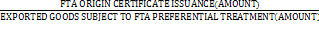 FTA ORIGIN CERTIFICATE ISSUANCE(AMOUNT)
EXPORTED GOODS SUBJECT TO FTA PREFERENTIAL TREATMENT(AMOUNT)